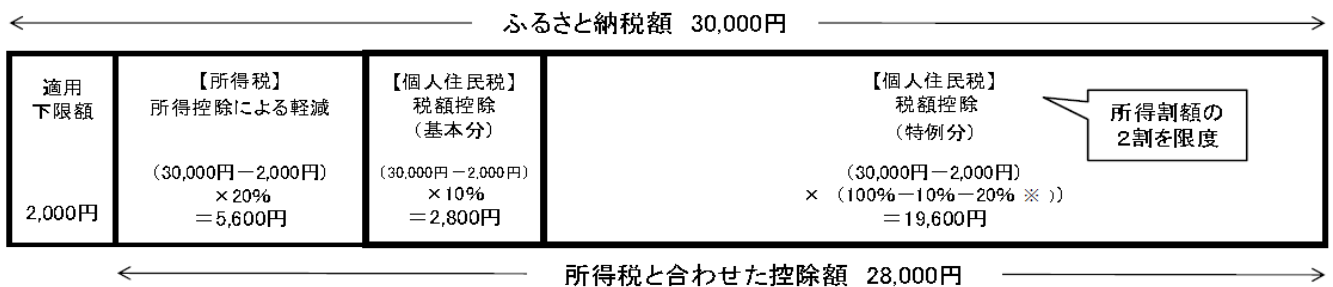 ふるさと納税額 30,000円
適用
下限額
2,000円
【所得税】
所得控除による軽減
(30,000円－2,000円)
×20%
＝5,600円
【個人住民税】
税額控除
(基本分)
(30,000円－2,000円)
×10%
＝2,800円
【個人住民税】
税額控除
(特例分)
(30,000円－2,000円)
× (100%－10%－20% ※ ))
＝19,600円
所得割額の
２割を限度
所得税と合わせた控除額 28,000円